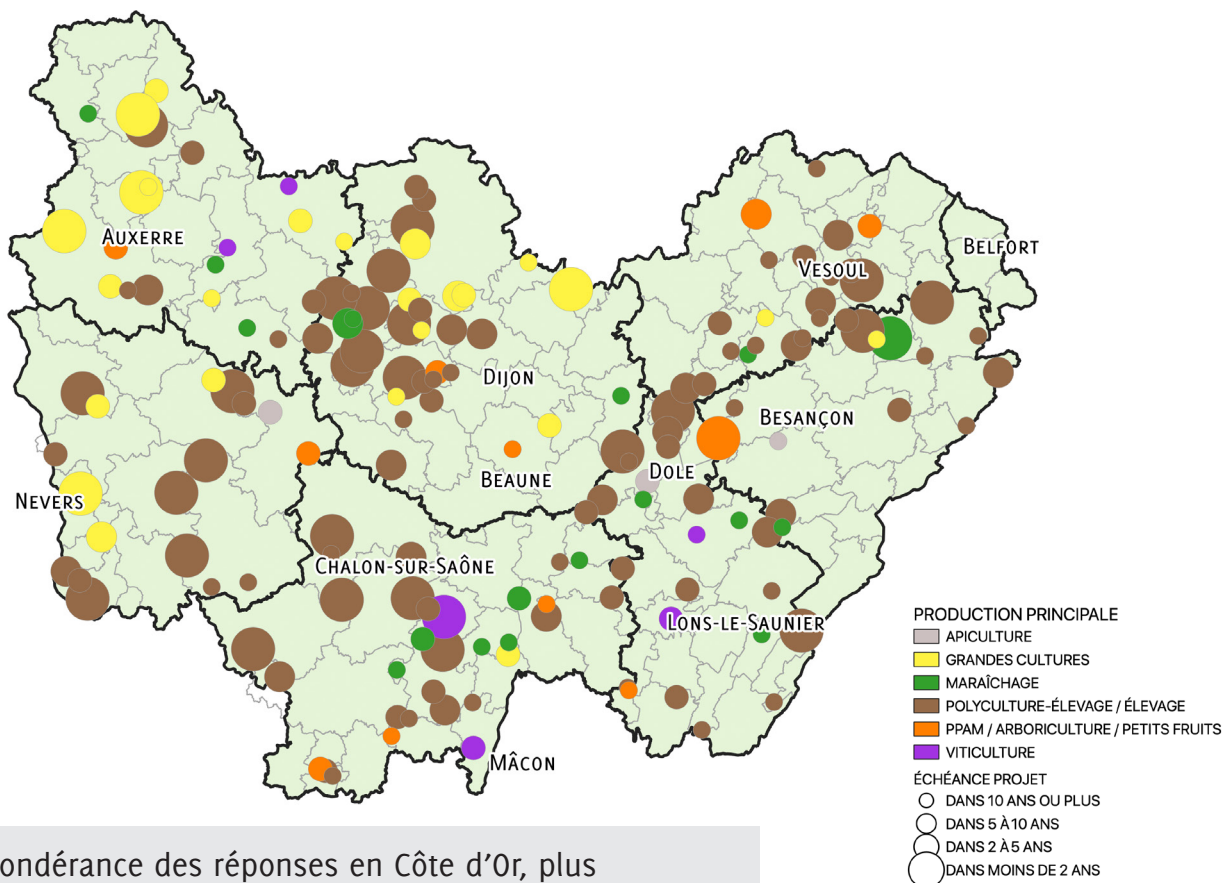 AUXERRE
BELFORT
VESOUL
DIJON
BESANÇON
BEAUNE
DOLE
NEVERS
CHALON-SUR-SAÔNE
LONS-LE-SAUNIER
MÂCON
PRODUCTION PRINCIPALE
APICULTURE
GRANDES CULTURES
MARAÎCHAGE
POLYCULTURE-ÉLEVAGE / ÉLEVAGE
PPAM / ARBORICULTURE / PETITS FRUITS
VITICULTURE
ÉCHÉANCE PROJET
DANS 10 ANS OU PLUS
DANS 5 À 10 ANS
DANS 2 À 5 ANS
DANS MOINS DE 2 ANS
ondérance des réponses en Côte d'Or, plus